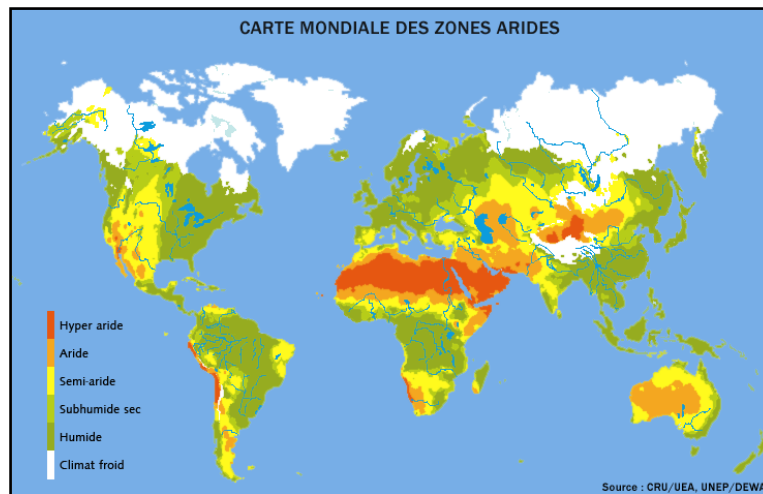 CARTE MONDIALE DES ZONES ARIDES
Hyper aride
Aride
Semi-aride
Subhumide sec
Humide
Climat froid
Source : CRU/UEA, UNEP/DEWA